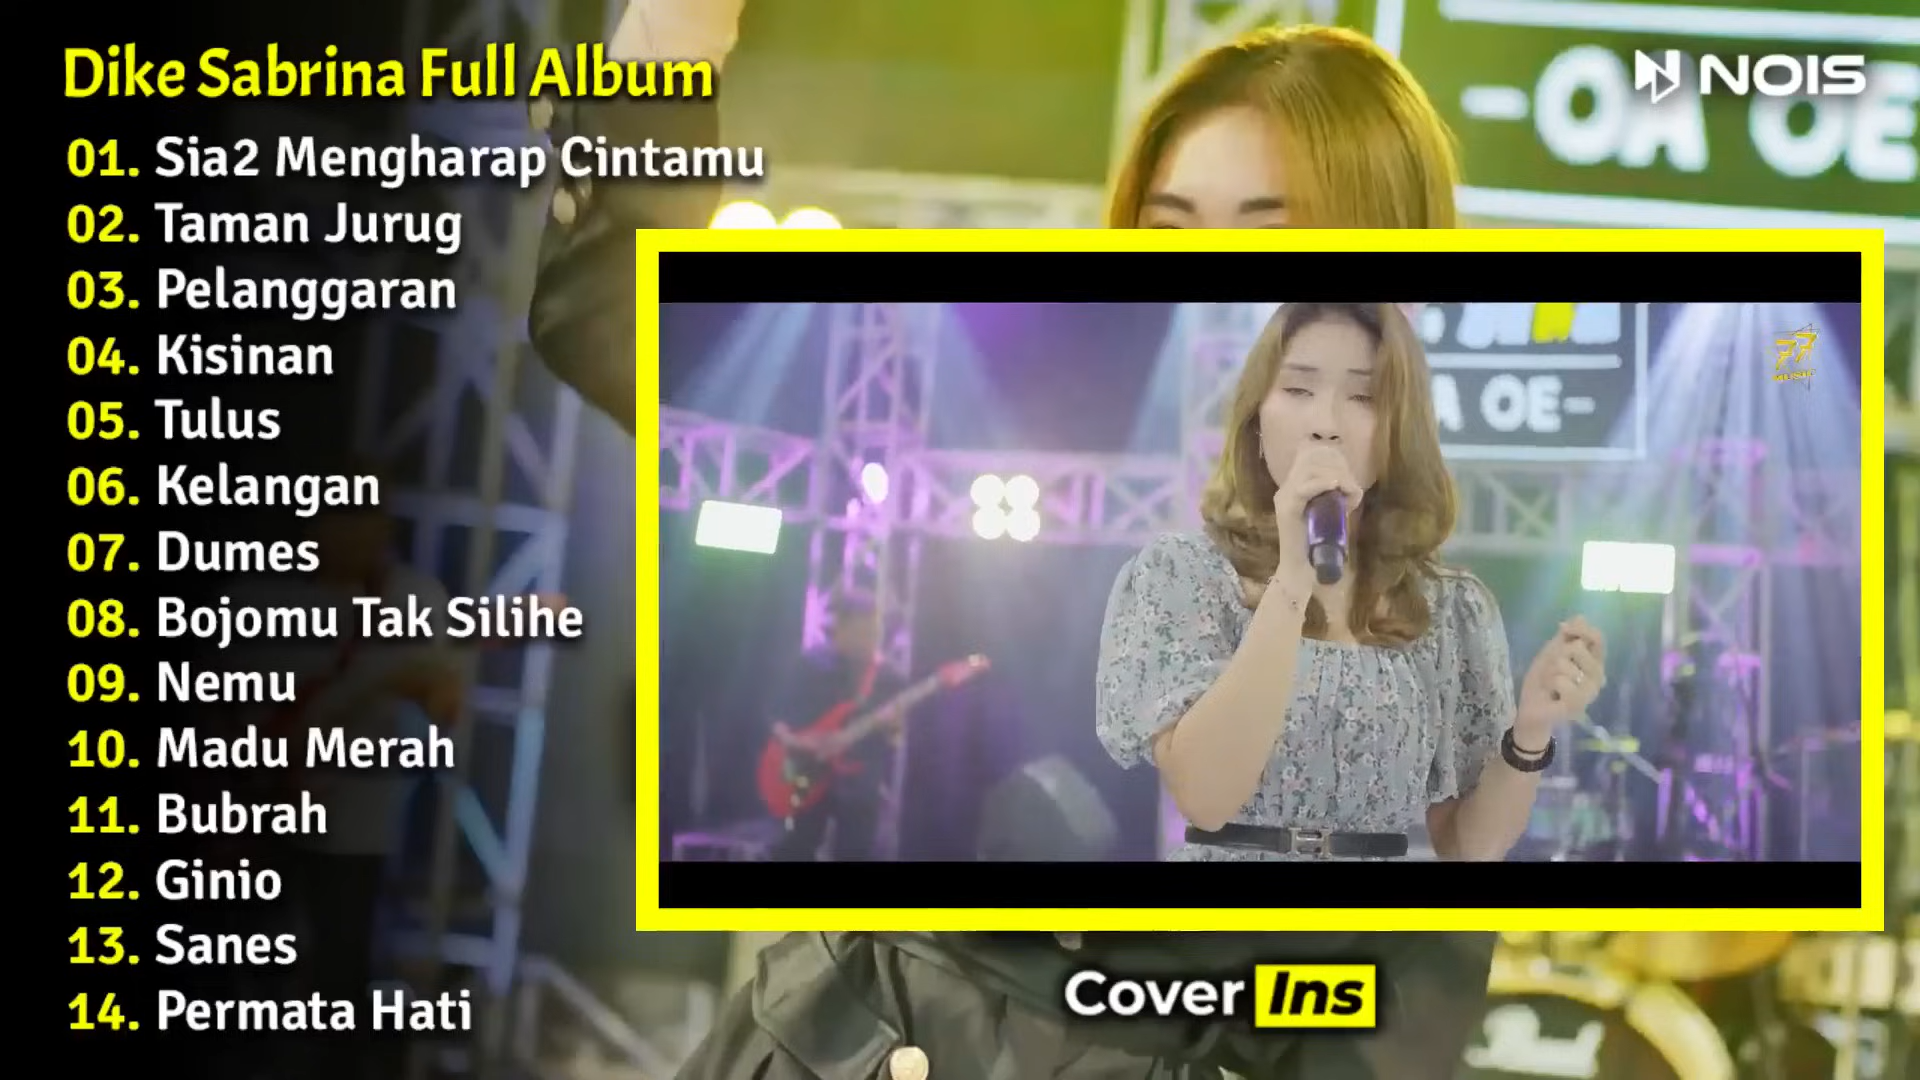 Dike Sabrina Full Album
NOIS
-OA OE
01. Sia2 Mengharap Cintamu
02. Taman Jurug
03. Pelanggaran
04. Kisinan
05. Tulus
06. Kelangan
07. Dumes
08. Bojomu Tak Silihe
09. Nemu
10. Madu Merah
11. Bubrah
12. Ginio
13. Sanes
14. Permata Hati
77
MUSIC
A OE-
Cover Ins